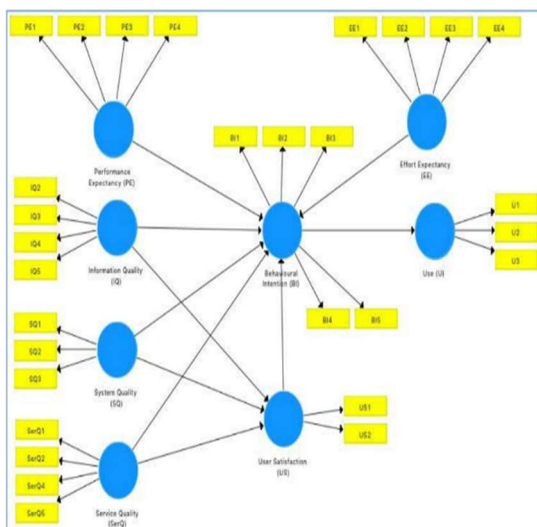 PE1
PE2
PE3
PE4
EE1
EE2
EE3
EE4
Performance
Expectancy (PE)
BI1
BI2
BI3
Effort Expectancy
(EE)
IQ2
IQ3
IQ4
IQ5
Information Quality
(IQ)
Behavioural
Intention (BI)
Use (U)
U1
U2
U3
SQ1
SQ2
SQ3
System Quality
(SQ)
BI4
BI5
US1
US2
User Satisfaction
(US)
SerQ1
SerQ2
SerQ4
SerQ5
Service Quality
(SerQ)